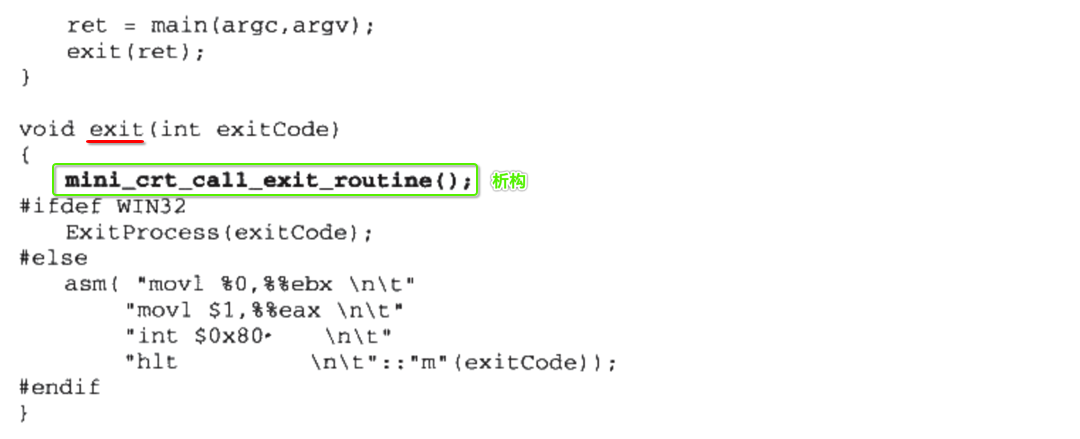 ret = main(argc,argv);
    exit(ret);
}

void exit(int exitCode)
{
    mini_crt_call_exit_routine(); 析构
#ifdef WIN32
    ExitProcess(exitCode);
#else
    asm( "movl %0,%%ebx \n\t"
        "movl $1,%%eax \n\t"
        "int $0x80    \n\t"
        "hlt          \n\t"::"m"(exitCode));
#endif
}